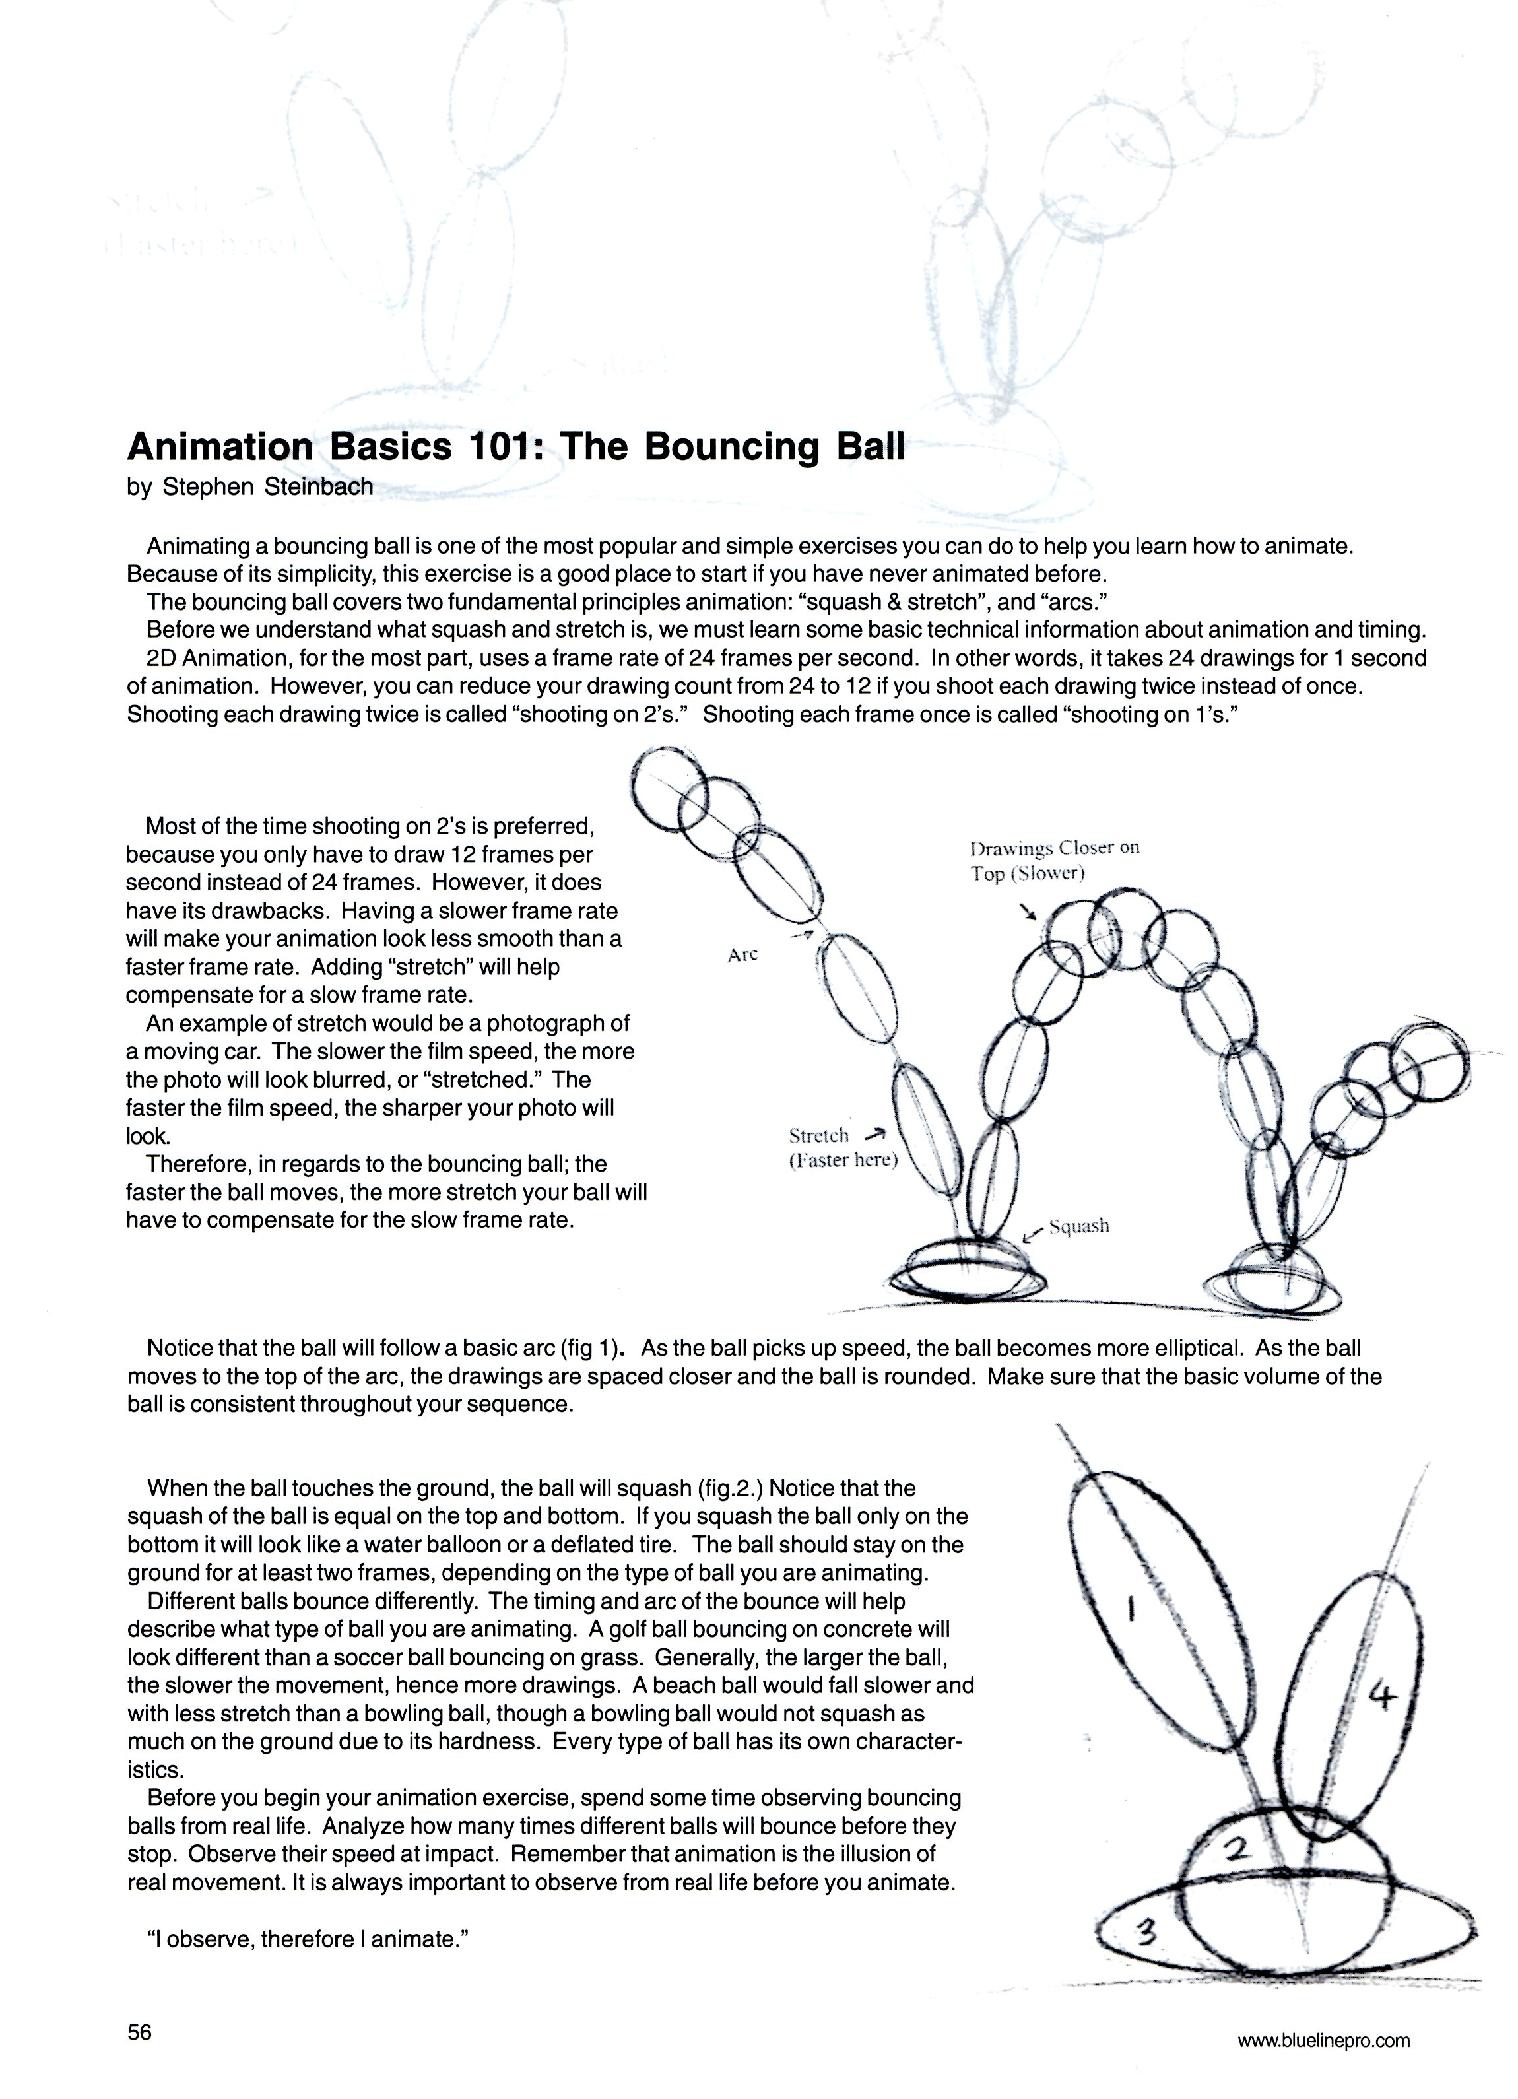 Animation Basics 101: The Bouncing Ball
by Stephen Steinbach
Animating a bouncing ball is one of the most popular and simple exercises you can do to help you learn how to animate.
Because of its simplicity, this exercise is a good place to start if you have never animated before.
The bouncing ball covers two fundamental principles animation: “squash & stretch”, and “arcs.”
Before we understand what squash and stretch is, we must learn some basic technical information about animation and timing.
2D Animation, for the most part, uses a frame rate of 24 frames per second. In other words, it takes 24 drawings for 1 second
of animation. However, you can reduce your drawing count from 24 to 12 if you shoot each drawing twice instead of once.
Shooting each drawing twice is called “shooting on 2’s.” Shooting each frame once is called “shooting on 1’s.”
Most of the time shooting on 2's is preferred,
because you only have to draw 12 frames per
second instead of 24 frames. However, it does
have its drawbacks. Having a slower frame rate
will make your animation look less smooth than a
faster frame rate. Adding “stretch” will help
compensate for a slow frame rate.
An example of stretch would be a photograph of
a moving car. The slower the film speed, the more
the photo will look blurred, or “stretched.” The
faster the film speed, the sharper your photo will
look.
Therefore, in regards to the bouncing ball; the
faster the ball moves, the more stretch your ball will
have to compensate for the slow frame rate.
Drawings Closer on
Top (Slower)
Arc
Stretch
(Faster here)
Squash
Notice that the ball will follow a basic arc (fig 1). As the ball picks up speed, the ball becomes more elliptical. As the ball
moves to the top of the arc, the drawings are spaced closer and the ball is rounded. Make sure that the basic volume of the
ball is consistent throughout your sequence.
When the ball touches the ground, the ball will squash (fig.2.) Notice that the
squash of the ball is equal on the top and bottom. If you squash the ball only on the
bottom it will look like a water balloon or a deflated tire. The ball should stay on the
ground for at least two frames, depending on the type of ball you are animating.
Different balls bounce differently. The timing and arc of the bounce will help
describe what type of ball you are animating. A golf ball bouncing on concrete will
look different than a soccer ball bouncing on grass. Generally, the larger the ball,
the slower the movement, hence more drawings. A beach ball would fall slower and
with less stretch than a bowling ball, though a bowling ball would not squash as
much on the ground due to its hardness. Every type of ball has its own character-
istics.
Before you begin your animation exercise, spend some time observing bouncing
balls from real life. Analyze how many times different balls will bounce before they
stop. Observe their speed at impact. Remember that animation is the illusion of
real movement. It is always important to observe from real life before you animate.
“I observe, therefore I animate.”
1
4
2
3
56
www.bluelinepro.com